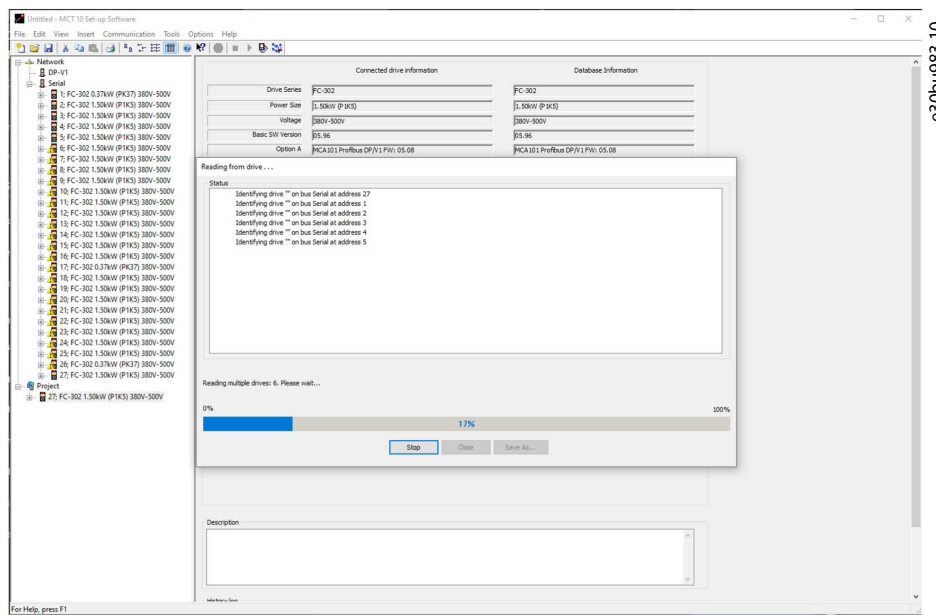 Untitled - MCT 10 Set-up Software
File Edit View Insert Communication Tools Options Help
Network
DP-V1
Serial
1; FC-302 0.37kW (PK37) 380V-500V
2; FC-302 1.50kW (P1K5) 380V-500V
3; FC-302 1.50kW (P1K5) 380V-500V
4; FC-302 1.50kW (P1K5) 380V-500V
5; FC-302 1.50kW (P1K5) 380V-500V
6; FC-302 1.50kW (P1K5) 380V-500V
7; FC-302 1.50kW (P1K5) 380V-500V
8; FC-302 1.50kW (P1K5) 380V-500V
9; FC-302 1.50kW (P1K5) 380V-500V
10; FC-302 1.50kW (P1K5) 380V-500V
11; FC-302 1.50kW (P1K5) 380V-500V
12; FC-302 1.50kW (P1K5) 380V-500V
13; FC-302 1.50kW (P1K5) 380V-500V
14; FC-302 1.50kW (P1K5) 380V-500V
15; FC-302 1.50kW (P1K5) 380V-500V
16; FC-302 1.50kW (P1K5) 380V-500V
17; FC-302 0.37kW (PK37) 380V-500V
18; FC-302 1.50kW (P1K5) 380V-500V
19; FC-302 1.50kW (P1K5) 380V-500V
20; FC-302 1.50kW (P1K5) 380V-500V
21; FC-302 1.50kW (P1K5) 380V-500V
22; FC-302 1.50kW (P1K5) 380V-500V
23; FC-302 1.50kW (P1K5) 380V-500V
24; FC-302 1.50kW (P1K5) 380V-500V
25; FC-302 1.50kW (P1K5) 380V-500V
26; FC-302 0.37kW (PK37) 380V-500V
27; FC-302 1.50kW (P1K5) 380V-500V
Project
27; FC-302 1.50kW (P1K5) 380V-500V
Connected drive information Database Information
Drive Series FC-302 FC-302
Power Size 1.50kW (P1K5) 1.50kW (P1K5)
Voltage 380V-500V 380V-500V
Basic SW Version 05.96 05.96
Option A MCA101 Profibus DP/V1 FW: 05.08 MCA101 Profibus DP/V1 FW: 05.08
Reading from drive . . .
Status
Identifying drive "" on bus Serial at address 27
Identifying drive "" on bus Serial at address 1
Identifying drive "" on bus Serial at address 2
Identifying drive "" on bus Serial at address 3
Identifying drive "" on bus Serial at address 4
Identifying drive "" on bus Serial at address 5
Reading multiple drives: 6. Please wait...
0% 100%
17%
Stop Close Save As...
Description
History log
For Help, press F1